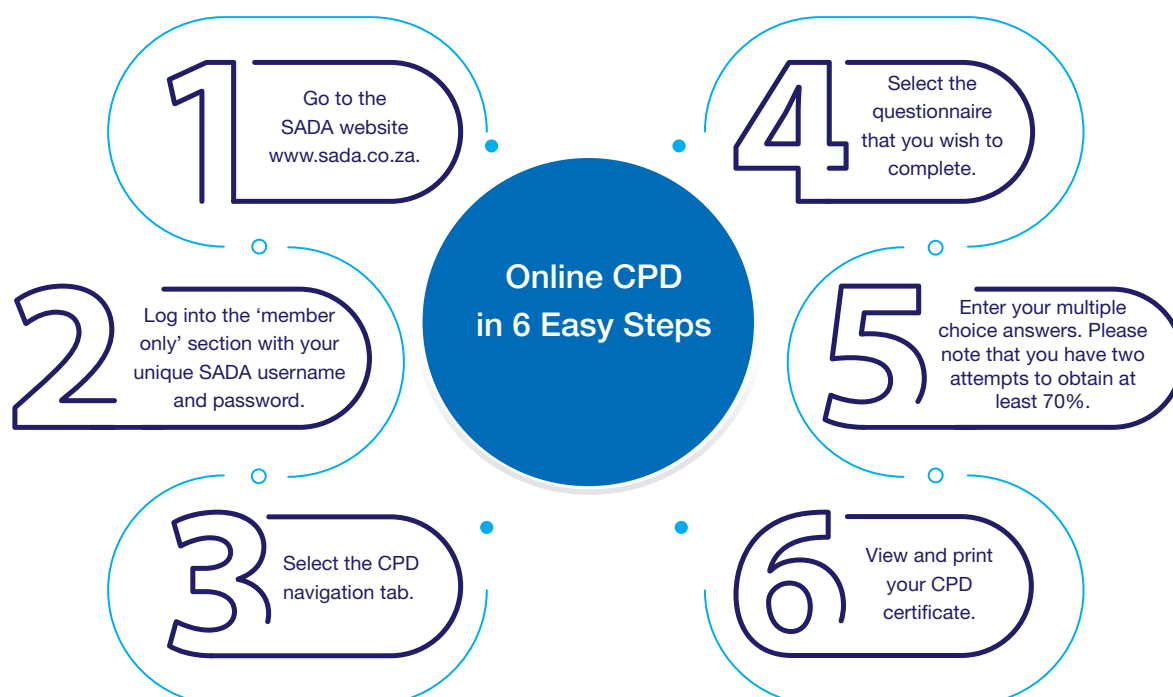 Online CPD
in 6 Easy Steps
1
Go to the
SADA website
www.sada.co.za.
2
Log into the ‘member
only’ section with your
unique SADA username
and password.
3
Select the CPD
navigation tab.
4
Select the
questionnaire
that you wish to
complete.
5
Enter your multiple
choice answers. Please
note that you have two
attempts to obtain at
least 70%.
6
View and print
your CPD
certificate.